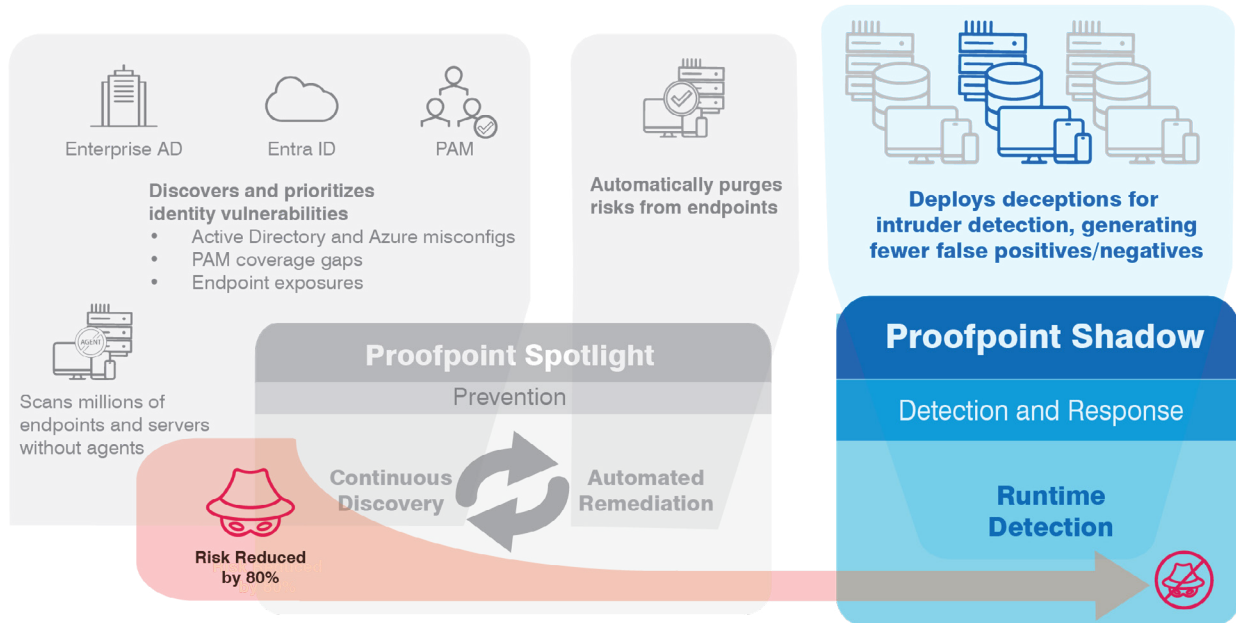 Enterprise AD
Entra ID
PAM
Discovers and prioritizes
identity vulnerabilities
• Active Directory and Azure misconfigs
• PAM coverage gaps
• Endpoint exposures
AGENT
Scans millions of
endpoints and servers
without agents
Automatically purges
risks from endpoints
Deploys deceptions for
intruder detection, generating
fewer false positives/negatives
Proofpoint Spotlight
Prevention
Continuous
Discovery
Automated
Remediation
Risk Reduced
by 80%
Proofpoint Shadow
Detection and Response
Runtime
Detection